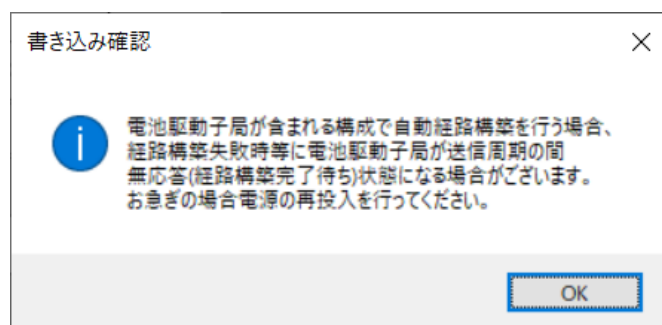 書き込み確認
電池駆動子局が含まれる構成で自動経路構築を行う場合、
経路構築失敗時等に電池駆動子局が送信周期の間
無応答(経路構築完了待ち)状態になる場合がございます。
お急ぎの場合電源の再投入を行ってください。
OK